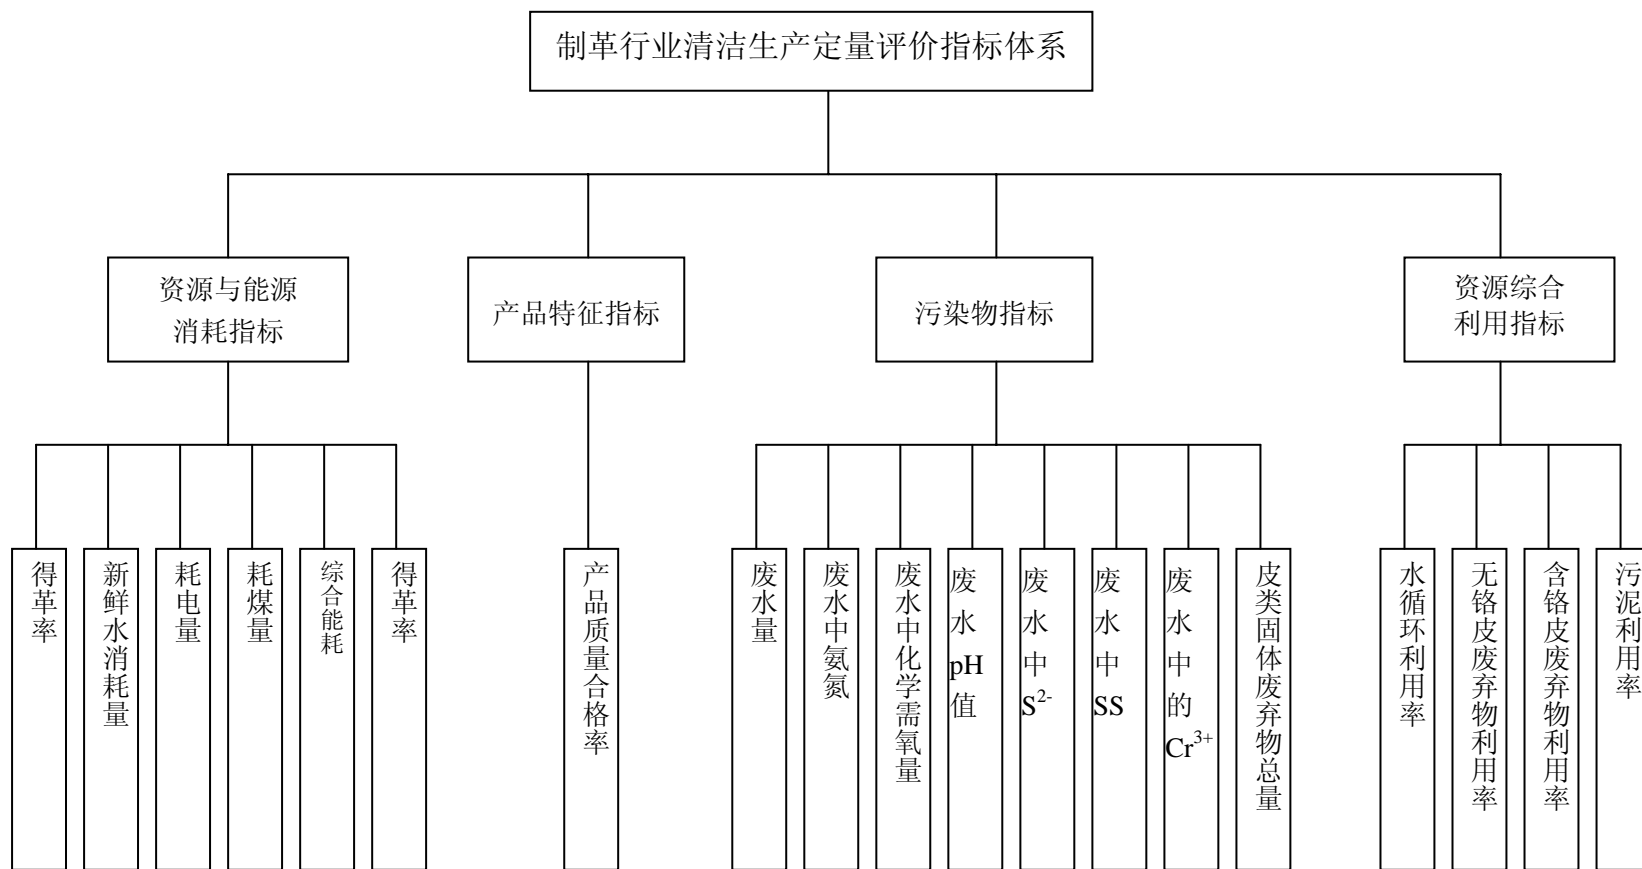 制革行业清洁生产定量评价指标体系
资源与能源
消耗指标
产品特征指标
污染物指标
资源综合
利用指标
得革率
新鲜水消耗量
耗电量
耗煤量
综合能耗
得革率
产品质量合格率
废水量
废水中氨氮
废水中化学需氧量
废水pH值
废水中S²⁻
废水中SS
废水中的Cr³⁺
皮类固体废弃物总量
水循环利用率
无铬皮废弃物利用率
含铬皮废弃物利用率
污泥利用率